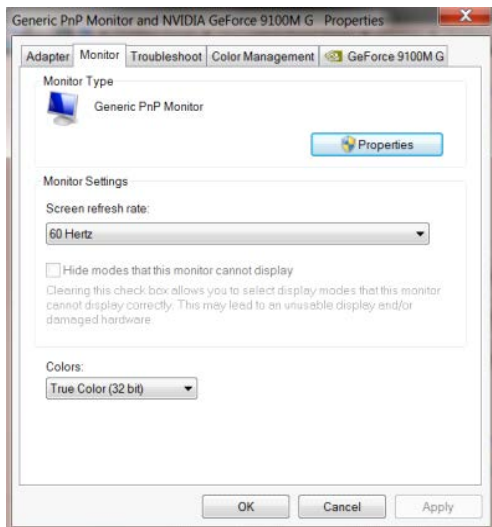 Generic PnP Monitor and NVIDIA GeForce 9100M G Properties
Adapter Monitor Troubleshoot Color Management GeForce 9100M G
Monitor Type
Generic PnP Monitor
Properties
Monitor Settings
Screen refresh rate:
60 Hertz
Hide modes that this monitor cannot display
Clearing this check box allows you to select display modes that this monitor
cannot display correctly. This may lead to an unusable display and/or
damaged hardware.
Colors:
True Color (32 bit)
OK Cancel Apply